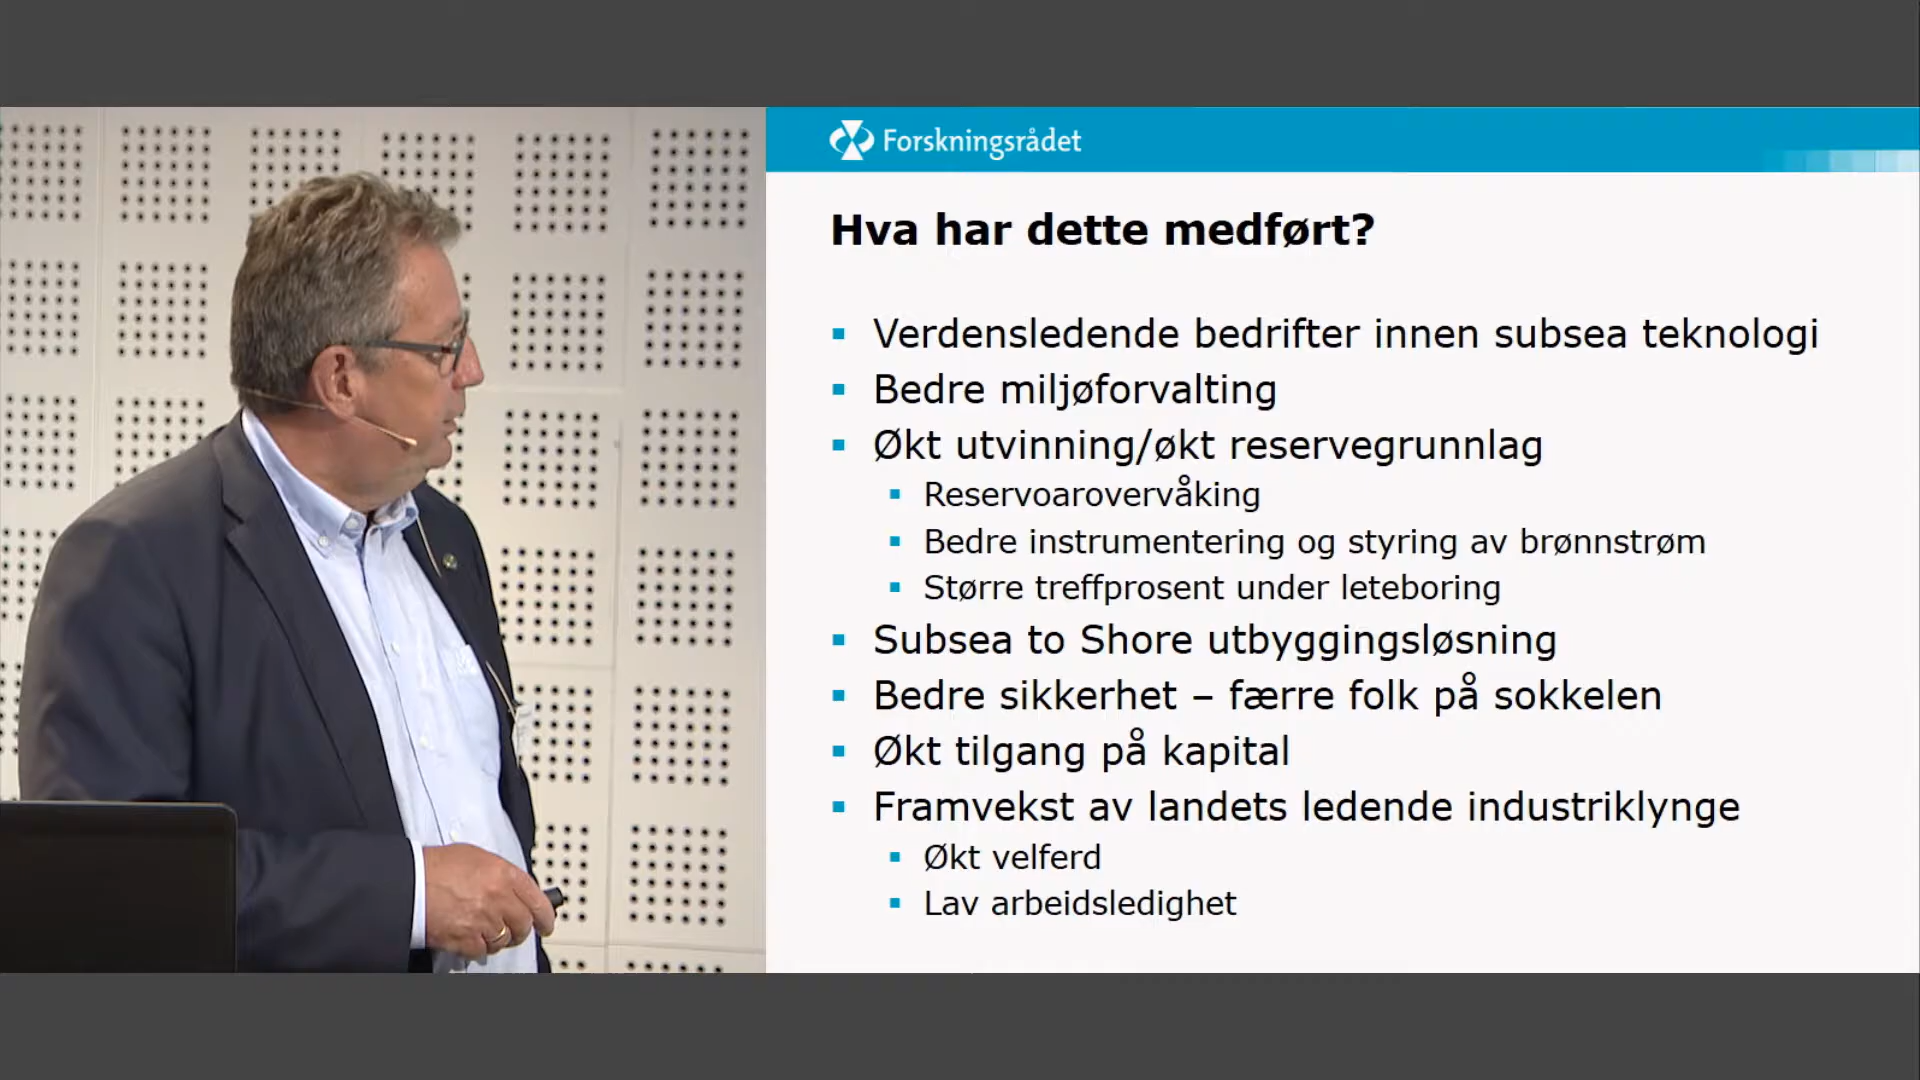 Forskningsrådet
Hva har dette medført?
Verdensledende bedrifter innen subsea teknologi
Bedre miljøforvalting
Økt utvinning/økt reservegrunnlag
Reservoarovervåking
Bedre instrumentering og styring av brønnstrøm
Større treffprosent under leteboring
Subsea to Shore utbyggingsløsning
Bedre sikkerhet – færre folk på sokkelen
Økt tilgang på kapital
Framvekst av landets ledende industriklynge
Økt velferd
Lav arbeidsledighet